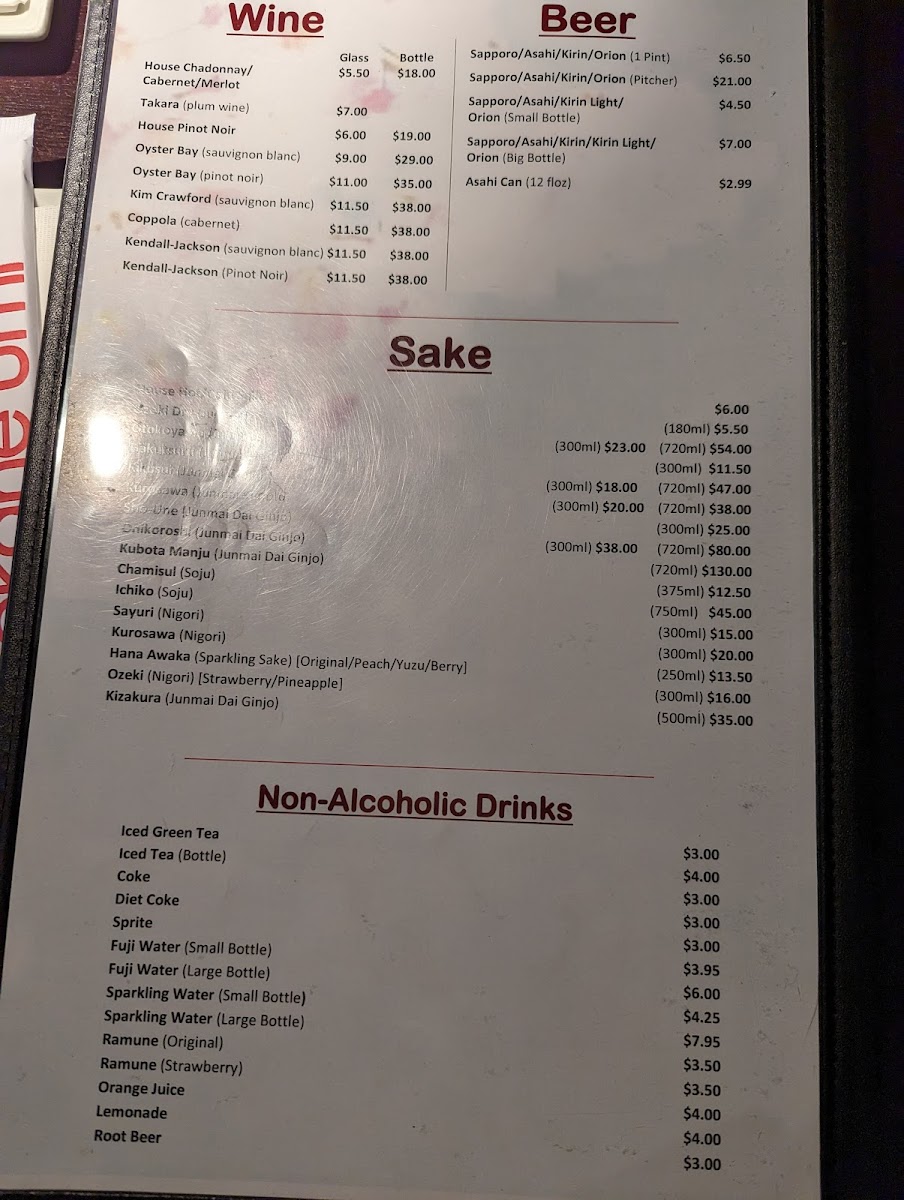 Wine
Glass Bottle
House Chadonnay/ $5.50 $18.00
Cabernet/Merlot
Takara (plum wine) $7.00
House Pinot Noir $6.00 $19.00
Oyster Bay (sauvignon blanc) $9.00 $29.00
Oyster Bay (pinot noir) $11.00 $35.00
Kim Crawford (sauvignon blanc) $11.50 $38.00
Coppola (cabernet) $11.50 $38.00
Kendall-Jackson (sauvignon blanc) $11.50 $38.00
Kendall-Jackson (Pinot Noir) $11.50 $38.00
Beer
Sapporo/Asahi/Kirin/Orion (1 Pint) $6.50
Sapporo/Asahi/Kirin/Orion (Pitcher) $21.00
Sapporo/Asahi/Kirin Light/ $4.50
Orion (Small Bottle)
Sapporo/Asahi/Kirin/Kirin Light/ $7.00
Orion (Big Bottle)
Asahi Can (12 floz) $2.99
Sake
House $6.00
(180ml) $5.50
(300ml) $23.00 (720ml) $54.00
(300ml) $11.50
(300ml) $18.00 (720ml) $47.00
(300ml) $20.00 (720ml) $38.00
Sho-Une (Junmai Dai Ginjo) (300ml) $25.00
Onikoroshi (Junmai Dai Ginjo) (300ml) $38.00 (720ml) $80.00
Kubota Manju (Junmai Dai Ginjo) (720ml) $130.00
Chamisul (Soju) (375ml) $12.50
Ichiko (Soju) (750ml) $45.00
Sayuri (Nigori) (300ml) $15.00
Kurosawa (Nigori) (300ml) $20.00
Hana Awaka (Sparkling Sake) [Original/Peach/Yuzu/Berry] (250ml) $13.50
Ozeki (Nigori) [Strawberry/Pineapple] (300ml) $16.00
Kizakura (Junmai Dai Ginjo) (500ml) $35.00
Non-Alcoholic Drinks
Iced Green Tea $3.00
Iced Tea (Bottle) $4.00
Coke $3.00
Diet Coke $3.00
Sprite $3.00
Fuji Water (Small Bottle) $3.95
Fuji Water (Large Bottle) $6.00
Sparkling Water (Small Bottle) $4.25
Sparkling Water (Large Bottle) $7.95
Ramune (Original) $3.50
Ramune (Strawberry) $3.50
Orange Juice $4.00
Lemonade $4.00
Root Beer $3.00